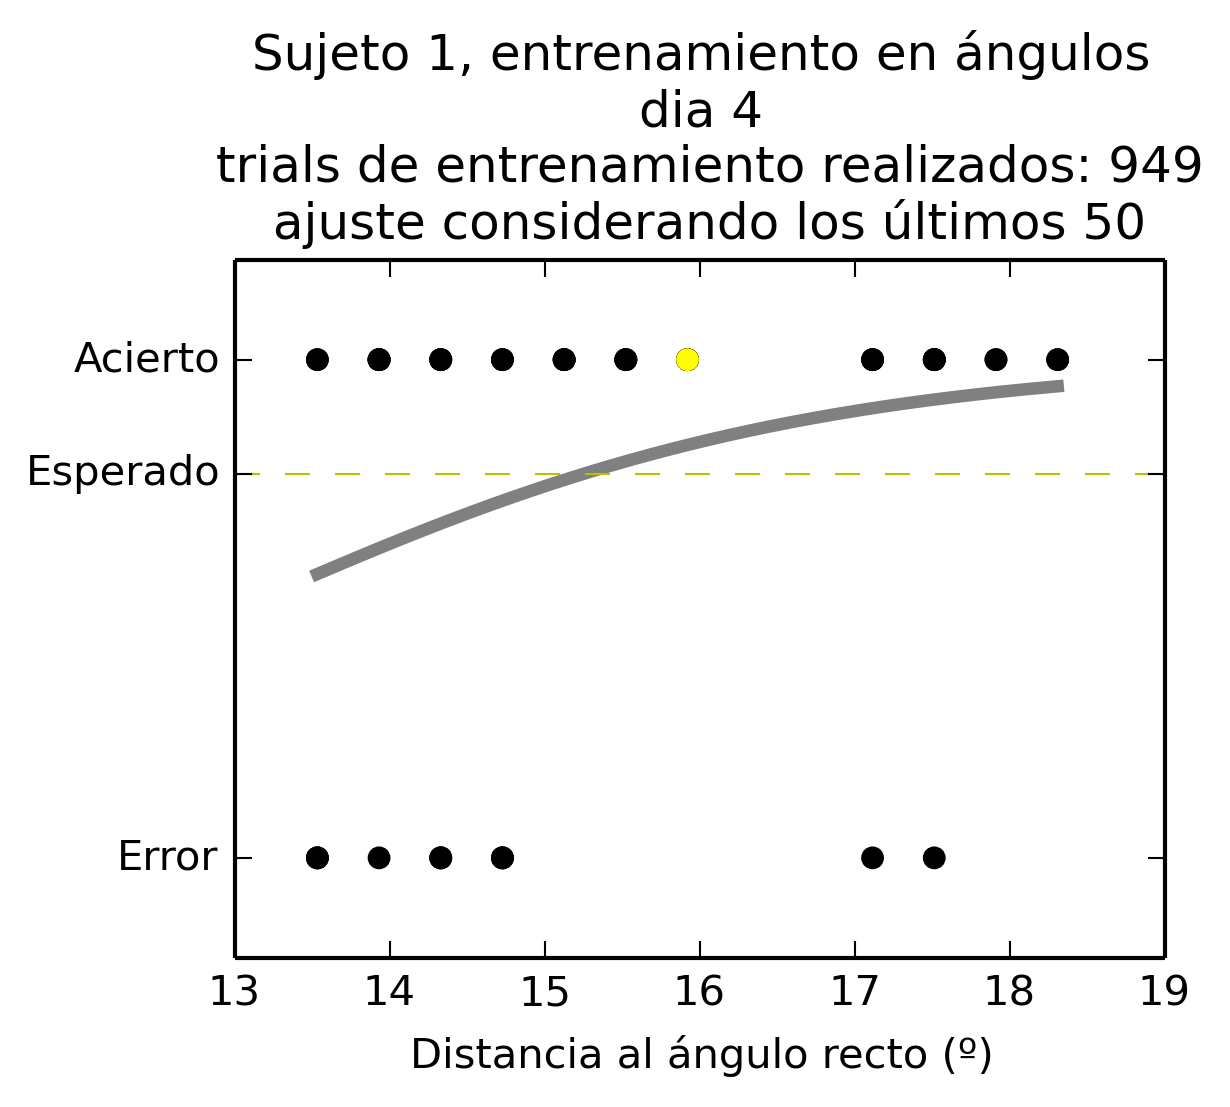 Sujeto 1, entrenamiento en ángulos
dia 4
trials de entrenamiento realizados: 949
ajuste considerando los últimos 50
Acierto
Esperado
Error
13 14 15 16 17 18 19
Distancia al ángulo recto (º)